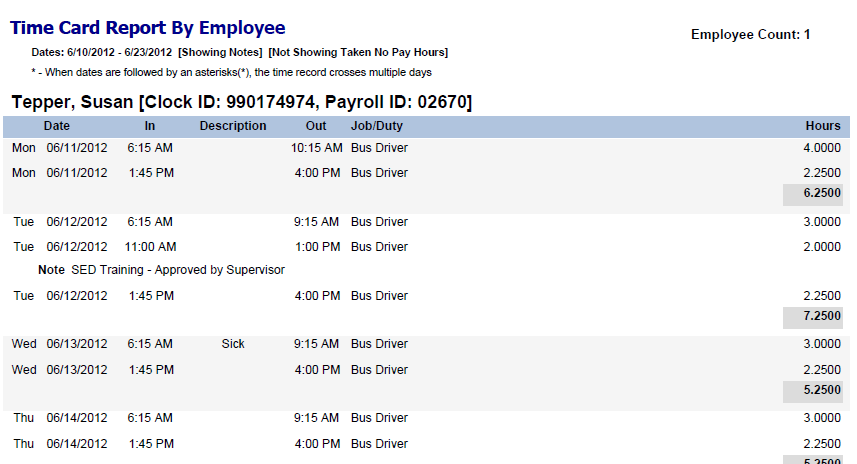 Time Card Report By Employee
Employee Count: 1
Dates: 6/10/2012 - 6/23/2012 [Showing Notes] [Not Showing Taken No Pay Hours]
* - When dates are followed by an asterisks(*), the time record crosses multiple days
Tepper, Susan [Clock ID: 990174974, Payroll ID: 02670]
Date In Description Out Job/Duty Hours
Mon 06/11/2012 6:15 AM 10:15 AM Bus Driver 4.0000
Mon 06/11/2012 1:45 PM 4:00 PM Bus Driver 2.2500
6.2500
Tue 06/12/2012 6:15 AM 9:15 AM Bus Driver 3.0000
Tue 06/12/2012 11:00 AM 1:00 PM Bus Driver 2.0000
Note SED Training - Approved by Supervisor
Tue 06/12/2012 1:45 PM 4:00 PM Bus Driver 2.2500
7.2500
Wed 06/13/2012 6:15 AM Sick 9:15 AM Bus Driver 3.0000
Wed 06/13/2012 1:45 PM 4:00 PM Bus Driver 2.2500
5.2500
Thu 06/14/2012 6:15 AM 9:15 AM Bus Driver 3.0000
Thu 06/14/2012 1:45 PM 4:00 PM Bus Driver 2.2500
5.2500